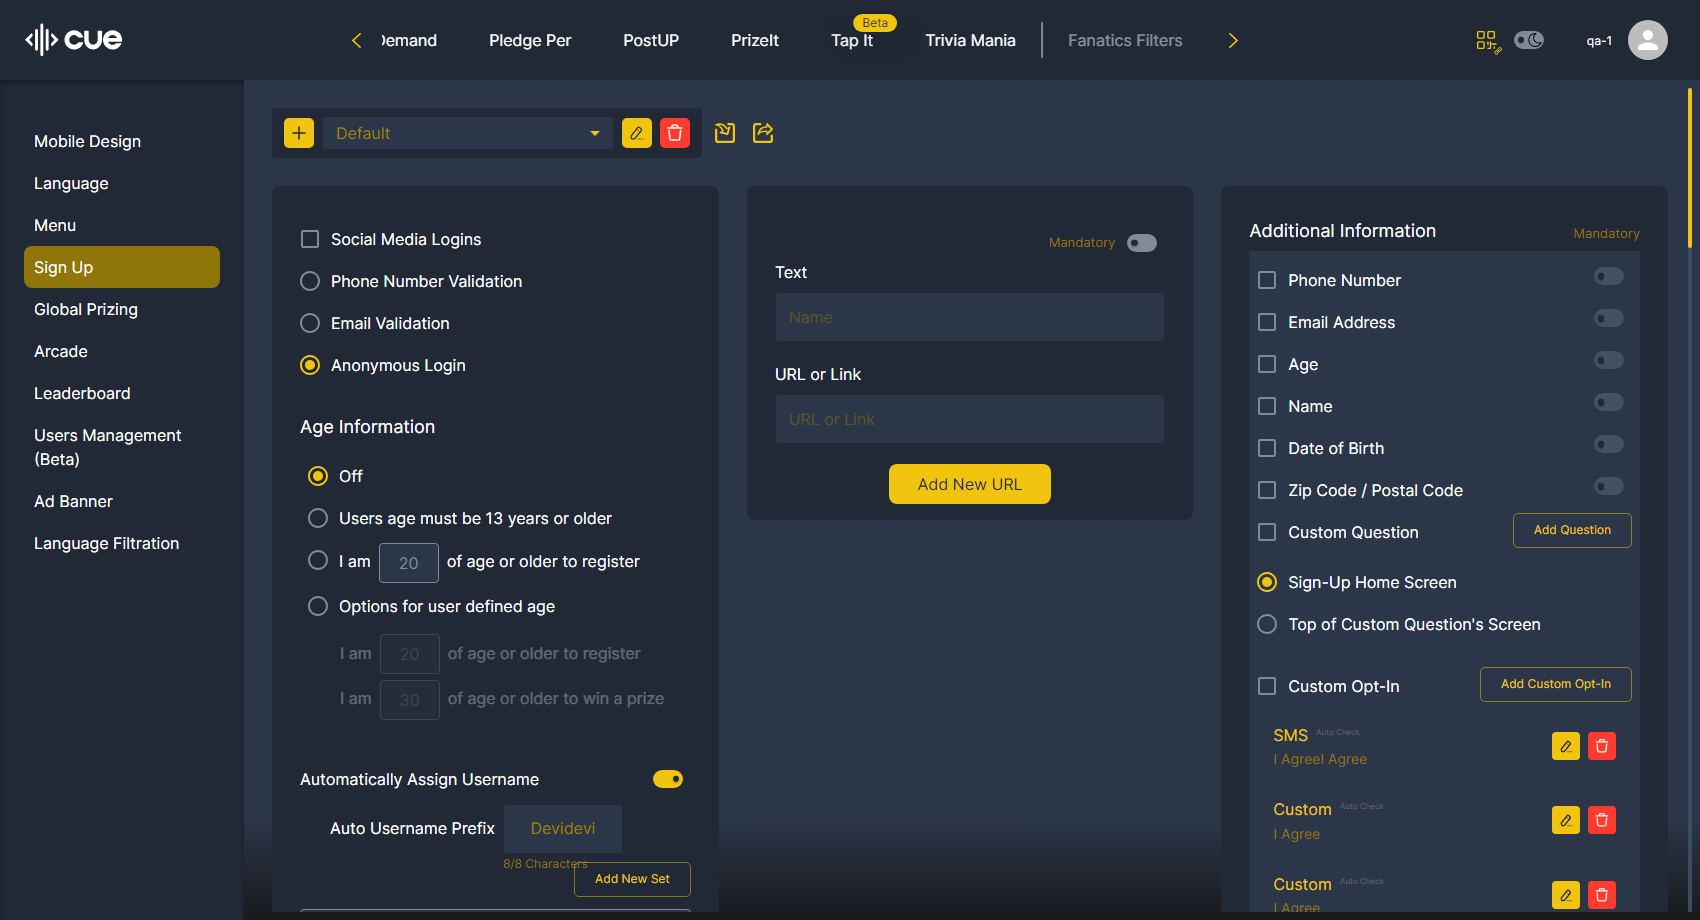 cue
Demand
Pledge Per
PostUP
PrizeIt
Beta
Tap It
Trivia Mania
Fanatics Filters
qa-1
Mobile Design
Language
Menu
Sign Up
Global Prizing
Arcade
Leaderboard
Users Management
(Beta)
Ad Banner
Language Filtration
Default
Social Media Logins
Phone Number Validation
Email Validation
Anonymous Login
Age Information
Off
Users age must be 13 years or older
I am 20 of age or older to register
Options for user defined age
I am 20 of age or older to register
I am 30 of age or older to win a prize
Automatically Assign Username
Auto Username Prefix Devidevi
8/8 Characters
Add New Set
Mandatory
Text
Name
URL or Link
URL or Link
Add New URL
Additional Information Mandatory
Phone Number
Email Address
Age
Name
Date of Birth
Zip Code / Postal Code
Custom Question Add Question
Sign-Up Home Screen
Top of Custom Question's Screen
Custom Opt-In Add Custom Opt-In
SMS Auto Check
I AgreeI Agree
Custom Auto Check
I Agree
Custom Auto Check
I Agree